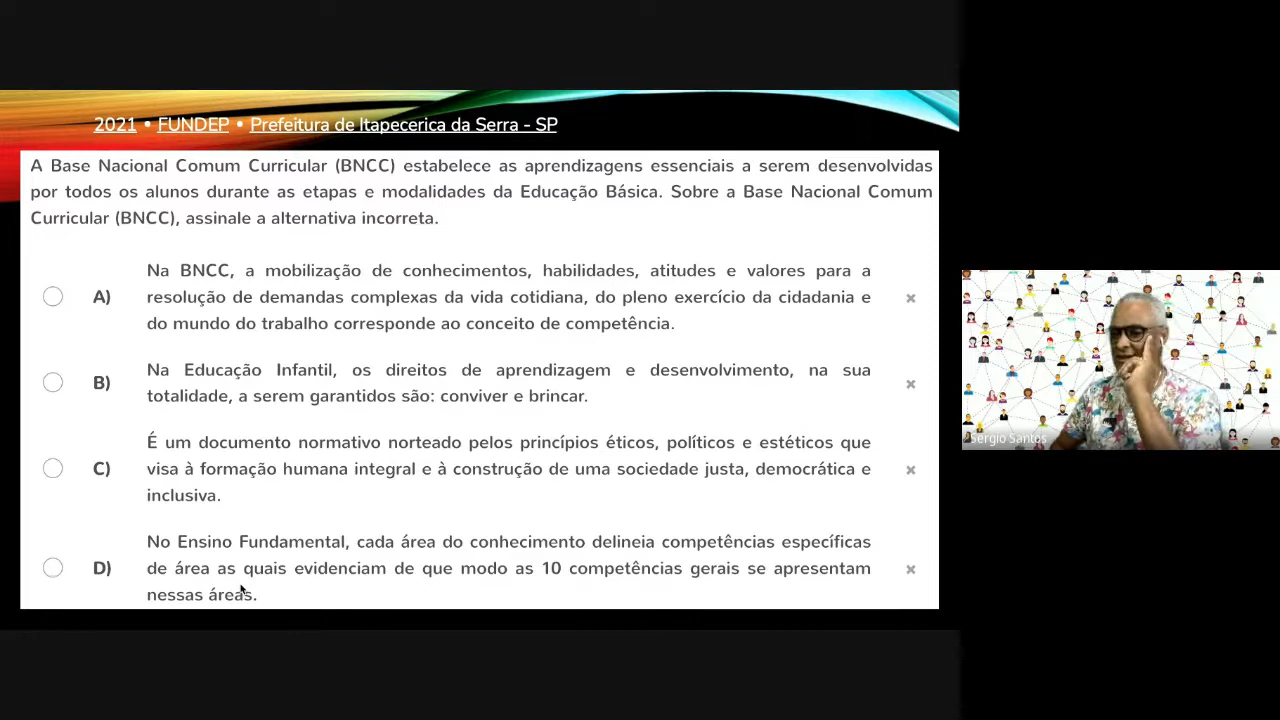 2021 • FUNDEP • Prefeitura de Itapecerica da Serra - SP
A Base Nacional Comum Curricular (BNCC) estabelece as aprendizagens essenciais a serem desenvolvidas
por todos os alunos durante as etapas e modalidades da Educação Básica. Sobre a Base Nacional Comum
Curricular (BNCC), assinale a alternativa incorreta.
A) Na BNCC, a mobilização de conhecimentos, habilidades, atitudes e valores para a
resolução de demandas complexas da vida cotidiana, do pleno exercício da cidadania e
do mundo do trabalho corresponde ao conceito de competência.
B) Na Educação Infantil, os direitos de aprendizagem e desenvolvimento, na sua
totalidade, a serem garantidos são: conviver e brincar.
C) É um documento normativo norteado pelos princípios éticos, políticos e estéticos que
visa à formação humana integral e à construção de uma sociedade justa, democrática e
inclusiva.
D) No Ensino Fundamental, cada área do conhecimento delineia competências específicas
de área as quais evidenciam de que modo as 10 competências gerais se apresentam
nessas áreas.
Sergio Santos